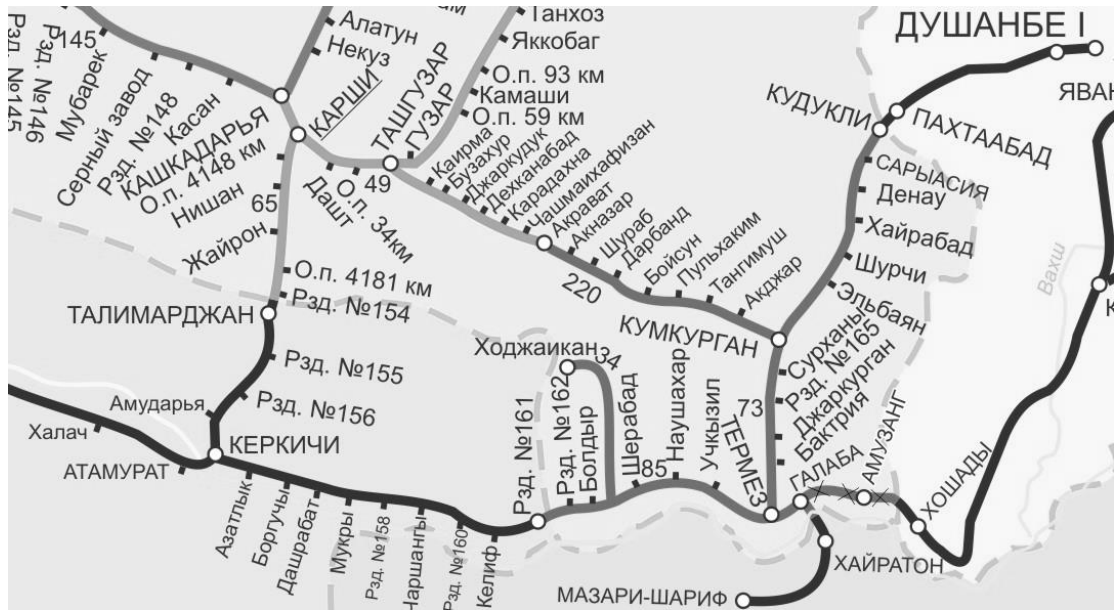 Алатун
Некуз
Танхоз
Яккобаг
О.п. 93 км
Камаши
О.п. 59 км
ДУШАНБЕ I
ЯВАН
КУДУКЛИ
ПАХТААБАД
145
Рзд. №145
Рзд. №146
Мубарек
Серный завод
Рзд. №148
Касан
КАШКАДАРЬЯ
КАРШИ
О.п. 4148 км
Нишан
65
Жайрон
О.п. 4181 км
Рзд. №154
ТАЛИМАРДЖАН
Дашт
О.п. 34км
49
ТАШГУЗАР
ГУЗАР
Каирма
Бузахур
Джаркудук
Дехканабад
Карадахна
Чашмаихафизан
Акрават
Акназар
Шураб
Дарбанд
220
Бойсун
Пульхаким
Тангимуш
Акджар
КУМКУРГАН
САРЫАСИЯ
Денау
Хайрабад
Шурчи
Эльбаян
Сурханы
Рзд. №165
Джаркурган
Бактрия
73
Вахш
Рзд. №155
Рзд. №156
Амударья
Халач
АТАМУРАТ
КЕРКИЧИ
Азатлык
Боргучы
Дашрабат
Мукры
Рзд. №158
Наршангы
Рзд. №160
Келиф
Рзд. №161
Ходжаикан
34
Рзд. №162
Болдыр
Шерабад
85
Наушахар
Учкызил
ТЕРМЕЗ
ГАЛАБА
АМУЗАНГ
ХОШАДЫ
ХАЙРАТОН
МАЗАРИ-ШАРИФ